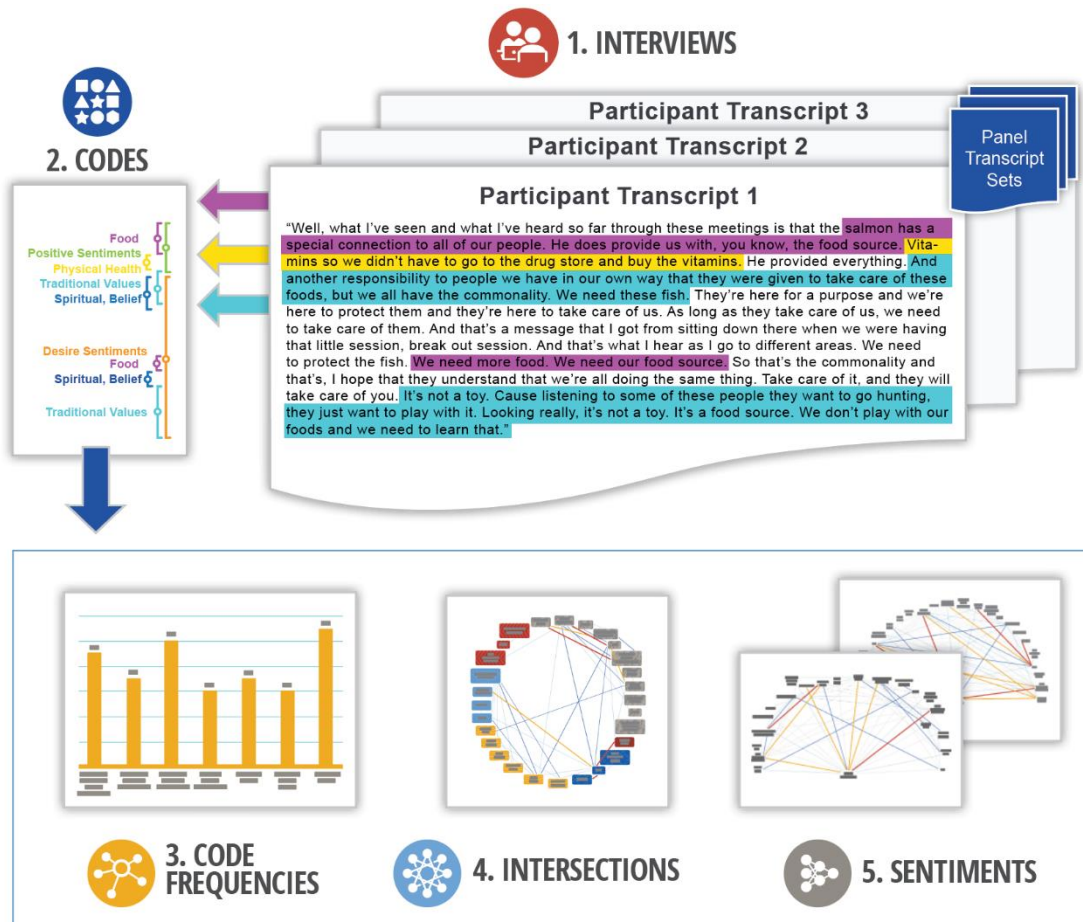 1. INTERVIEWS
2. CODES
Participant Transcript 3
Participant Transcript 2
Participant Transcript 1
Panel
Transcript
Sets
"Well, what I've seen and what I've heard so far through these meetings is that the salmon has a
special connection to all of our people. He does provide us with, you know, the food source. Vita-
mins so we didn't have to go to the drug store and buy the vitamins. He provided everything. And
another responsibility to people we have in our own way that they were given to take care of these
foods, but we all have the commonality. We need these fish. They're here for a purpose and we're
here to protect them and they're here to take care of us. As long as they take care of us, we need
to take care of them. And that's a message that I got from sitting down there when we were having
that little session, break out session. And that's what I hear as I go to different areas. We need
to protect the fish. We need more food. We need our food source. So that's the commonality and
that's, I hope that they understand that we're all doing the same thing. Take care of it, and they will
take care of you. It's not a toy. Cause listening to some of these people they want to go hunting,
they just want to play with it. Looking really, it's not a toy. It's a food source. We don't play with our
foods and we need to learn that."
Food
Positive Sentiments
Physical Health
Traditional Values
Spiritual, Belief
Desire Sentiments
Food
Spiritual, Belief
Traditional Values
3. CODE
FREQUENCIES
4. INTERSECTIONS
5. SENTIMENTS